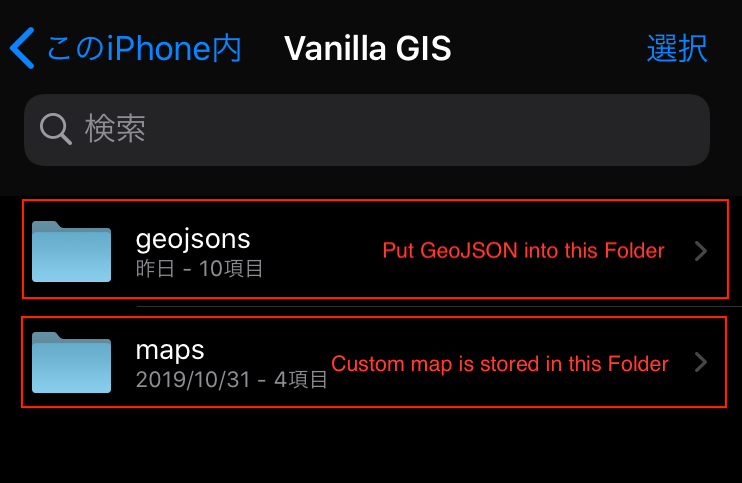 このiPhone内 Vanilla GIS 選択
検索
geojsons
昨日 - 10項目
Put GeoJSON into this Folder
maps
2019/10/31 - 4項目
Custom map is stored in this Folder